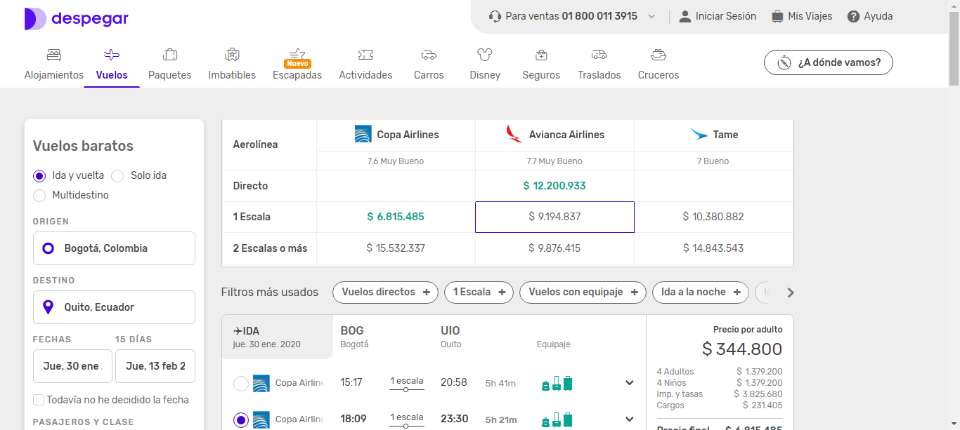 despegar
Para ventas 01 800 011 3915
Iniciar Sesión
Mis Viajes
Ayuda
Alojamientos
Vuelos
Paquetes
Imbatibles
Nuevo
Escapadas
Actividades
Carros
Disney
Seguros
Traslados
Cruceros
¿A dónde vamos?
Vuelos baratos
Ida y vuelta
Solo ida
Multidestino
ORIGEN
Bogotá, Colombia
DESTINO
Quito, Ecuador
FECHAS 15 DÍAS
Jue, 30 ene Jue, 13 feb 2
Todavía no he decidido la fecha
PASAJEROS Y CLASE
Aerolínea Copa Airlines Avianca Airlines Tame
7.6 Muy Bueno 7.7 Muy Bueno 7 Bueno
Directo $ 12.200.933
1 Escala $ 6.815.485 $ 9.194.837 $ 10.380.882
2 Escalas o más $ 15.532.337 $ 9.876.415 $ 14.843.543
Filtros más usados Vuelos directos + 1 Escala + Vuelos con equipaje + Ida a la noche +
IDA BOG UIO
jue. 30 ene. 2020 Bogotá Quito Equipaje
Copa Airlin 15:17 1 escala 20:58 5h 41m
Copa Airlin 18:09 1 escala 23:30 5h 21m
Precio por adulto
$ 344.800
4 Adultos $ 1.379.200
4 Niños $ 1.379.200
Imp. y tasas $ 3.825.680
Cargos $ 231.405
Precio final $ 6.815.485